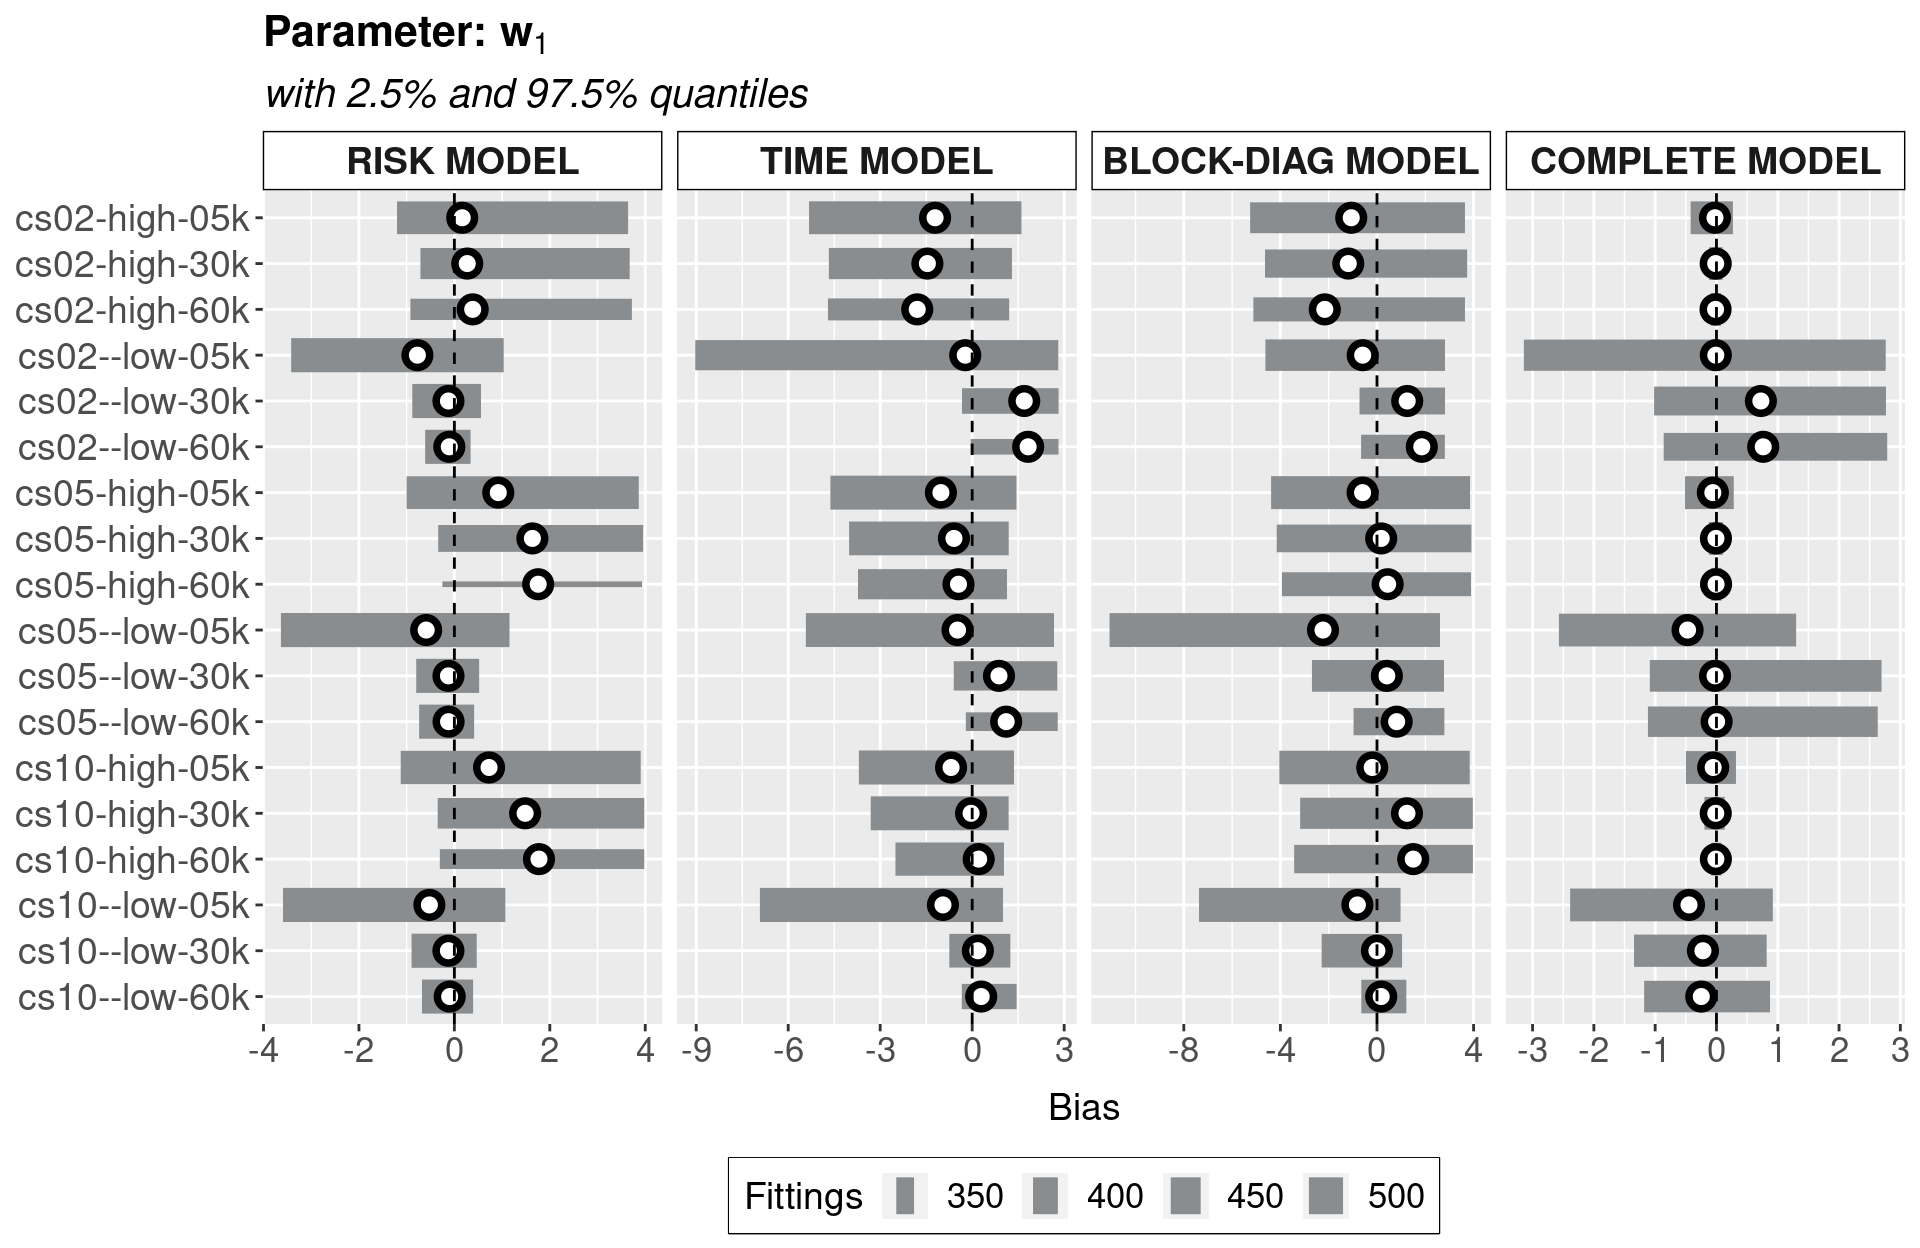 Parameter: w₁
with 2.5% and 97.5% quantiles
RISK MODEL TIME MODEL BLOCK-DIAG MODEL COMPLETE MODEL
cs02-high-05k
cs02-high-30k
cs02-high-60k
cs02--low-05k
cs02--low-30k
cs02--low-60k
cs05-high-05k
cs05-high-30k
cs05-high-60k
cs05--low-05k
cs05--low-30k
cs05--low-60k
cs10-high-05k
cs10-high-30k
cs10-high-60k
cs10--low-05k
cs10--low-30k
cs10--low-60k
-4 -2 0 2 4 -9 -6 -3 0 3 -8 -4 0 4 -3 -2 -1 0 1 2 3
Bias
Fittings 350 400 450 500